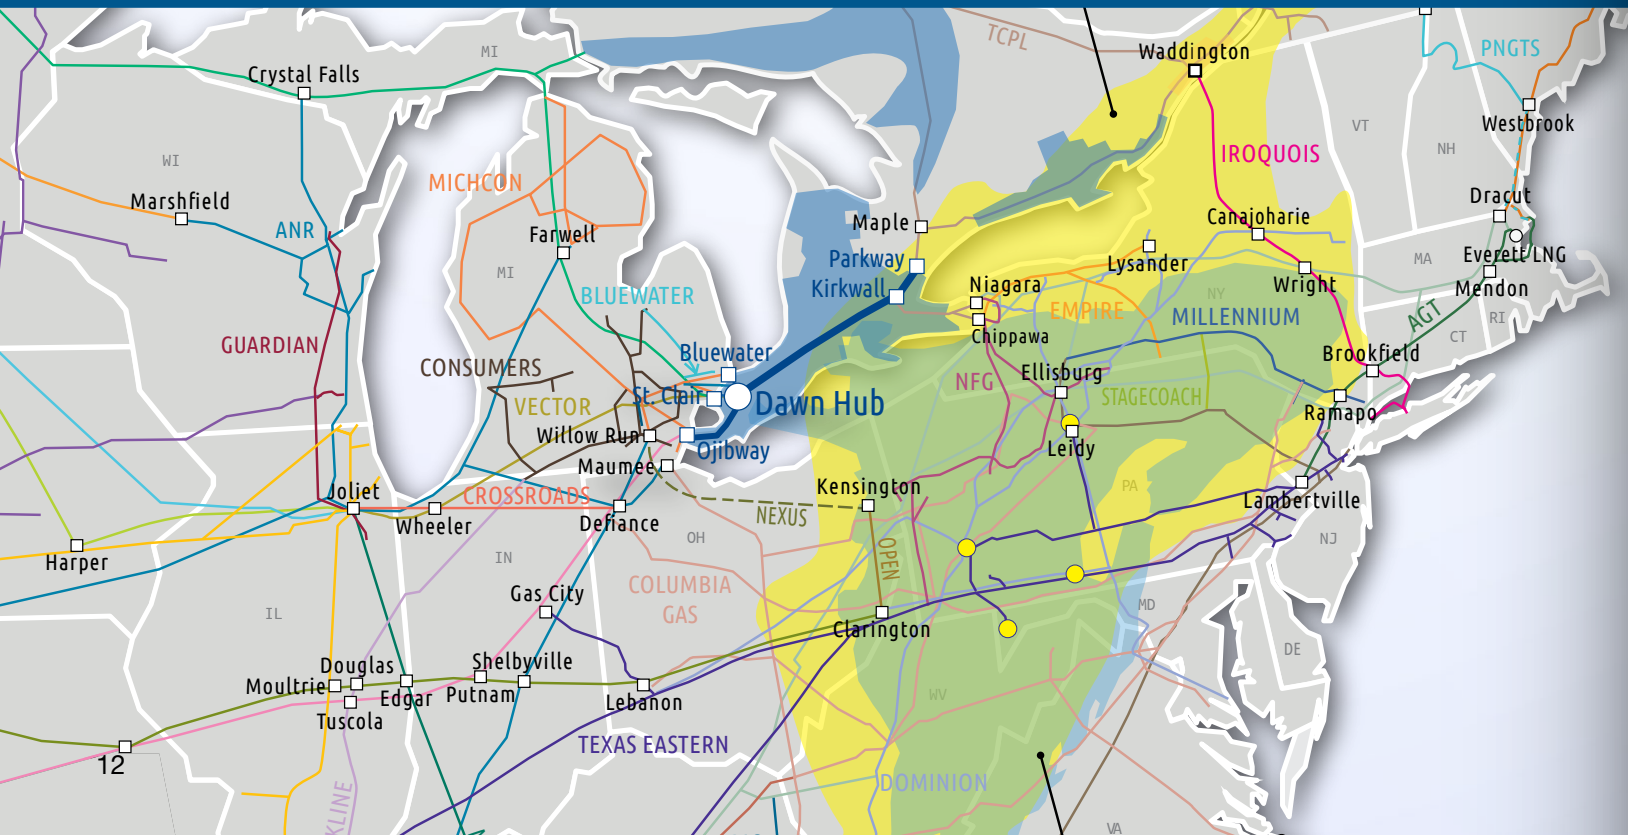 TCPL
Waddington
PNGTS
MI
Crystal Falls
Westbrook
VT
NH
WI
IROQUOIS
MICHCON
Marshfield
Dracut
Canajoharie
Maple
ANR
Farwell
Lysander
Everett LNG
MA
Parkway
MI
Kirkwall
Niagara
Wright
Mendon
BLUEWATER
NY
EMPIRE
MILLENNIUM
AGT
RI
Chippawa
CT
GUARDIAN
Bluewater
Brookfield
CONSUMERS
Ellisburg
NFG
St. Clair
Dawn Hub
STAGECOACH
VECTOR
Ramapo
Willow Run
Ojibway
Leidy
Maumee
Kensington
PA
Joliet
CROSSROADS
Lambertville
Wheeler
Defiance
NEXUS
OH
NJ
Harper
IN
OPEN
COLUMBIA
GAS
Gas City
MD
IL
Clarington
DE
Douglas
Shelbyville
Moultrie
Edgar
Putnam
WV
Lebanon
Tuscola
TEXAS EASTERN
12
DOMINION
KLINE
VA